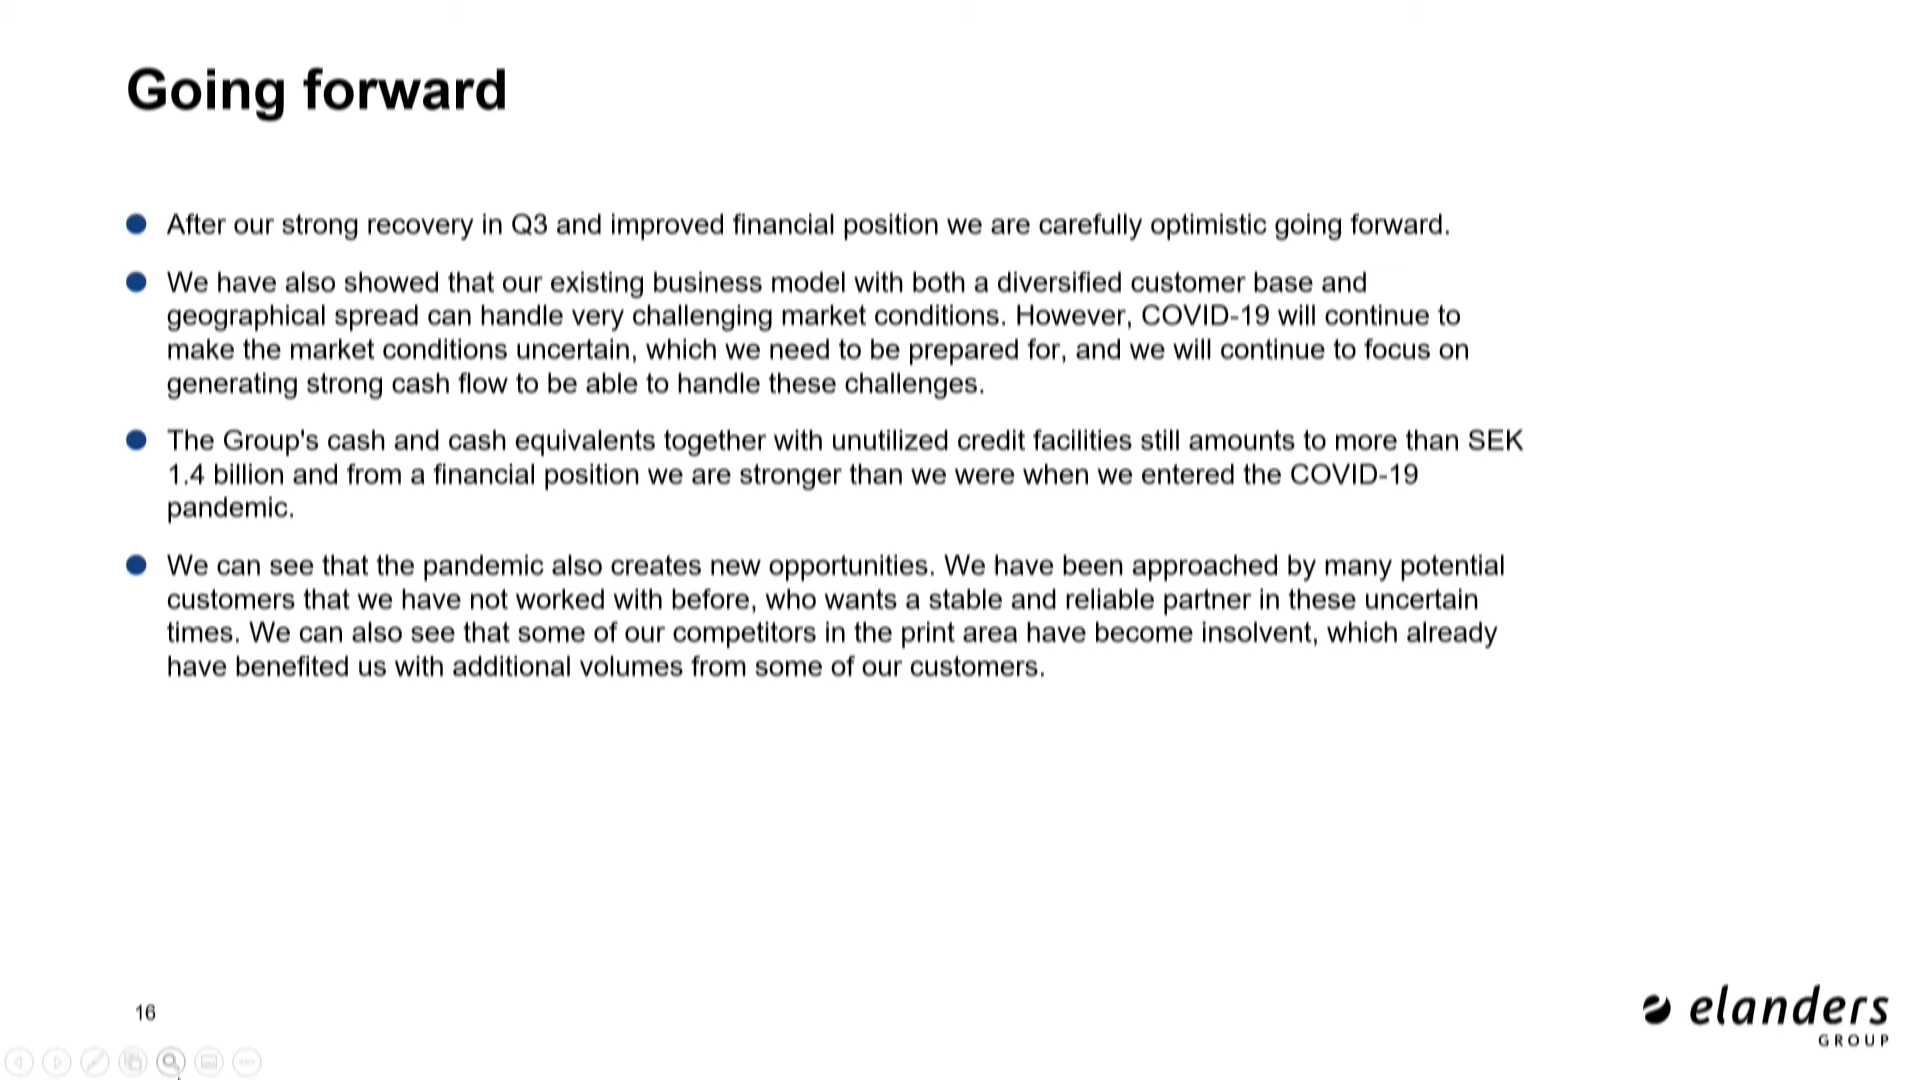 Going forward
After our strong recovery in Q3 and improved financial position we are carefully optimistic going forward.
We have also showed that our existing business model with both a diversified customer base and
geographical spread can handle very challenging market conditions. However, COVID-19 will continue to
make the market conditions uncertain, which we need to be prepared for, and we will continue to focus on
generating strong cash flow to be able to handle these challenges.
The Group's cash and cash equivalents together with unutilized credit facilities still amounts to more than SEK
1.4 billion and from a financial position we are stronger than we were when we entered the COVID-19
pandemic.
We can see that the pandemic also creates new opportunities. We have been approached by many potential
customers that we have not worked with before, who wants a stable and reliable partner in these uncertain
times. We can also see that some of our competitors in the print area have become insolvent, which already
have benefited us with additional volumes from some of our customers.
16
elanders
GROUP